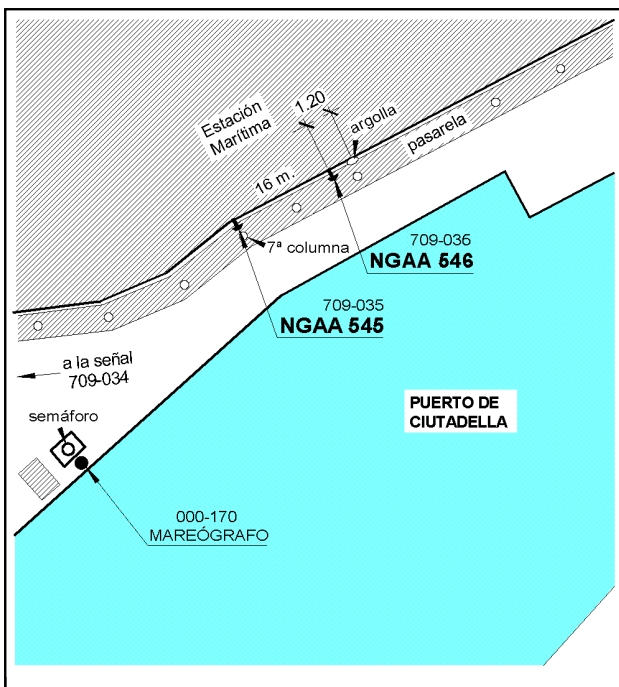 Estación
Marítima
1.20
argolla
pasarela
16 m.
7ª columna
709-036
NGAA 546
709-035
NGAA 545
a la señal
709-034
semáforo
PUERTO DE
CIUTADELLA
000-170
MAREÓGRAFO